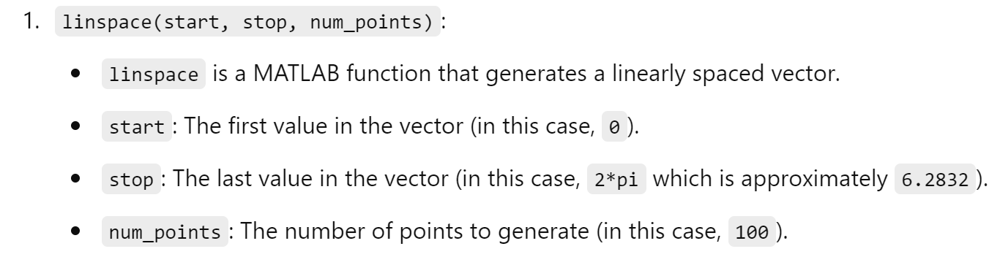 1. linspace(start, stop, num_points):
• linspace is a MATLAB function that generates a linearly spaced vector.
• start: The first value in the vector (in this case, 0).
• stop: The last value in the vector (in this case, 2*pi which is approximately 6.2832).
• num_points: The number of points to generate (in this case, 100).